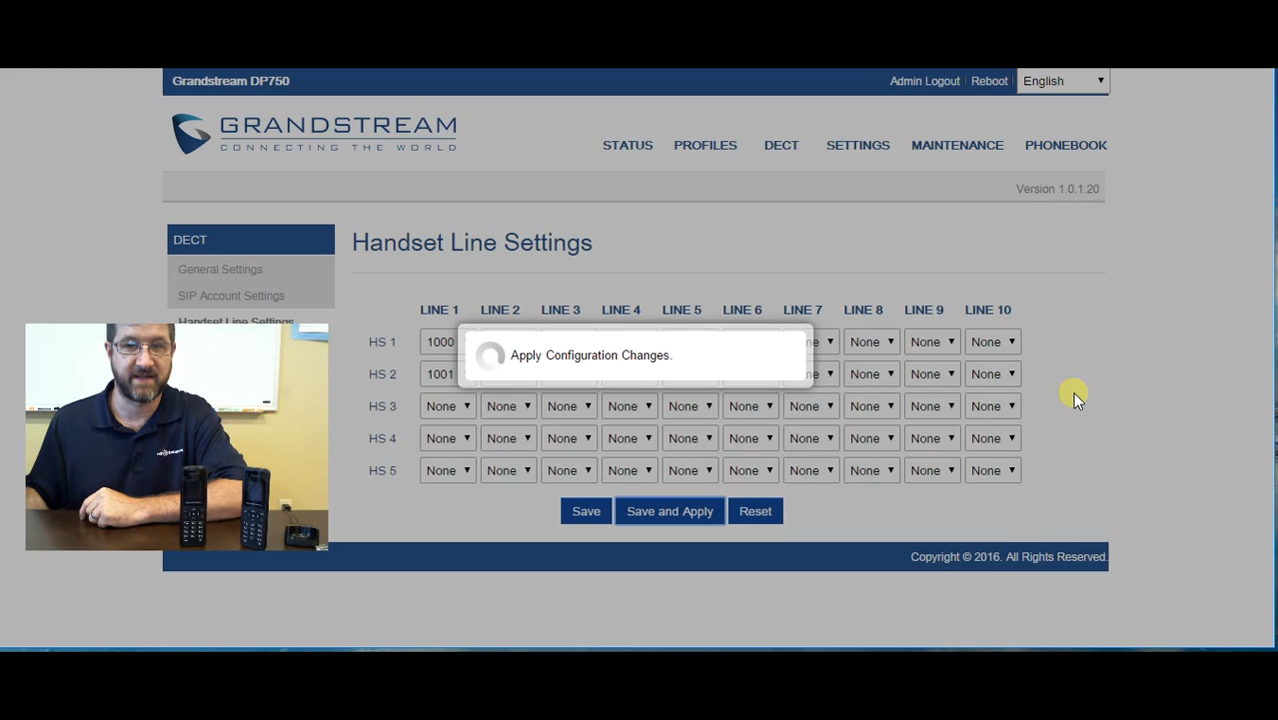 Grandstream DP750
Admin Logout Reboot English
GRANDSTREAM
CONNECTING THE WORLD
STATUS PROFILES DECT SETTINGS MAINTENANCE PHONEBOOK
Version 1.0.1.20
DECT
General Settings
SIP Account Settings
Handset Line Settings
Handset Line Settings
LINE 1 LINE 2 LINE 3 LINE 4 LINE 5 LINE 6 LINE 7 LINE 8 LINE 9 LINE 10
HS 1 1000 None None None
Apply Configuration Changes.
HS 2 1001 None None None
HS 3 None None None None None None None None None None
HS 4 None None None None None None None None None None
HS 5 None None None None None None None None None None
Save Save and Apply Reset
Copyright © 2016. All Rights Reserved.